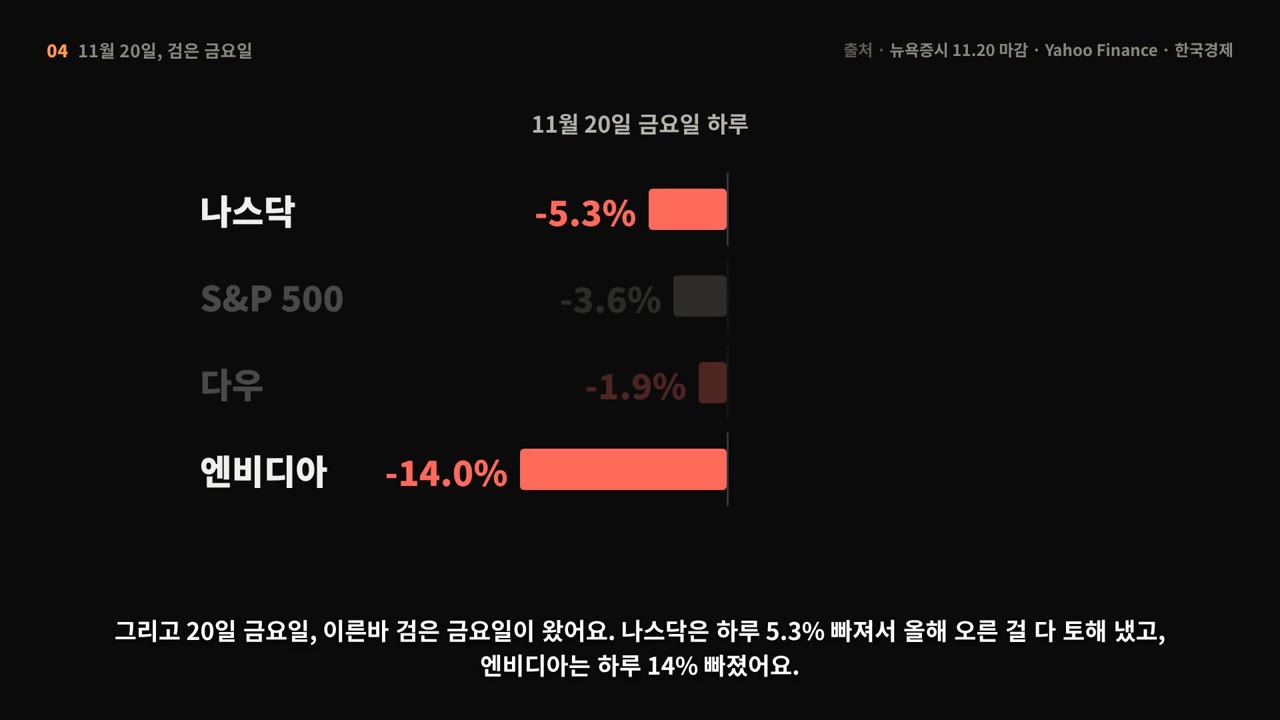 04 11월 20일, 검은 금요일
출처 · 뉴욕증시 11.20 마감 · Yahoo Finance · 한국경제
11월 20일 금요일 하루
나스닥 -5.3%
S&P 500 -3.6%
다우 -1.9%
엔비디아 -14.0%
그리고 20일 금요일, 이른바 검은 금요일이 왔어요. 나스닥은 하루 5.3% 빠져서 올해 오른 걸 다 토해 냈고,
엔비디아는 하루 14% 빠졌어요.